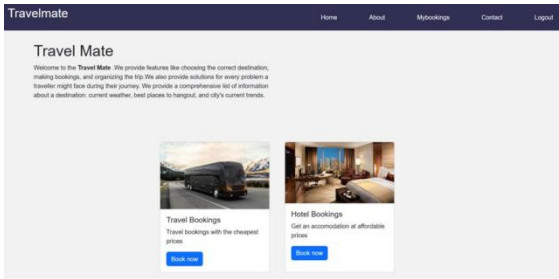 Travelmate
Home About Mybookings Contact Logout
Travel Mate
Welcome to the Travel Mate .We provide features like choosing the correct destination,
making bookings, and organizing the trip.We also provide solutions for every problem a
traveller might face during their journey. We provide a comprehensive list of information
about a destination: current weather, best places to hangout, and city's current trends.
Travel Bookings
Travel bookings with the cheapest
prices
Book now
Hotel Bookings
Get an accomodation at affordable
prices
Book now